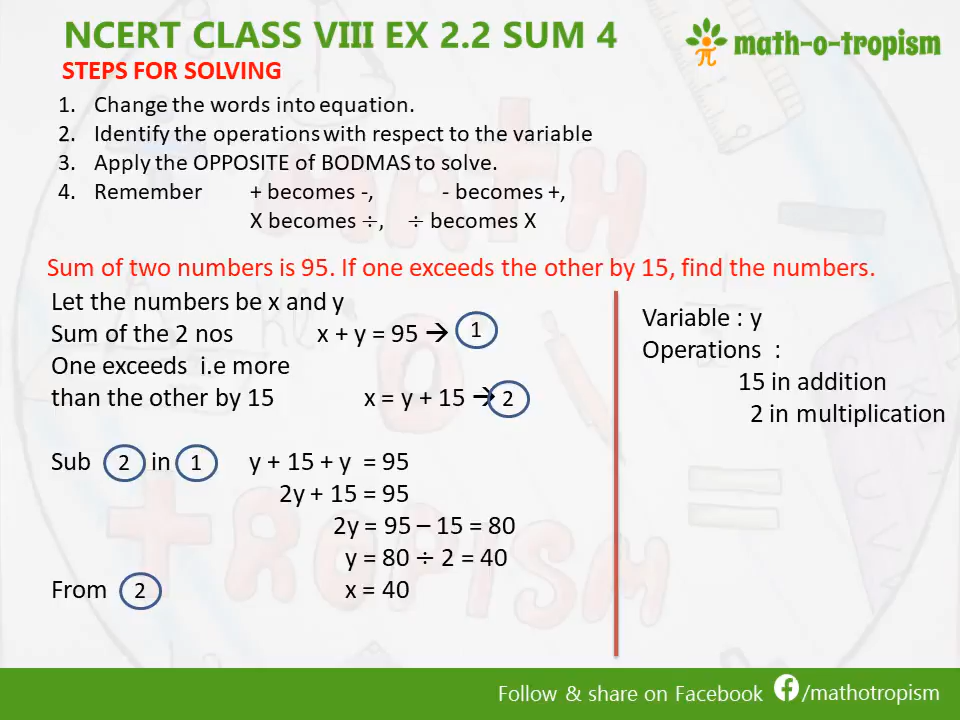 NCERT CLASS VIII EX 2.2 SUM 4
math-o-tropism
STEPS FOR SOLVING
1. Change the words into equation.
2. Identify the operations with respect to the variable
3. Apply the OPPOSITE of BODMAS to solve.
4. Remember + becomes -, - becomes +,
X becomes ÷, ÷ becomes X
Sum of two numbers is 95. If one exceeds the other by 15, find the numbers.
Let the numbers be x and y
Sum of the 2 nos x + y = 95 → 1
One exceeds i.e more
than the other by 15 x = y + 15 → 2
Sub 2 in 1 y + 15 + y = 95
2y + 15 = 95
2y = 95 – 15 = 80
y = 80 ÷ 2 = 40
From 2 x = 40
Variable : y
Operations :
15 in addition
2 in multiplication
MATH
O
TROPISM
Follow & share on Facebook /mathotropism